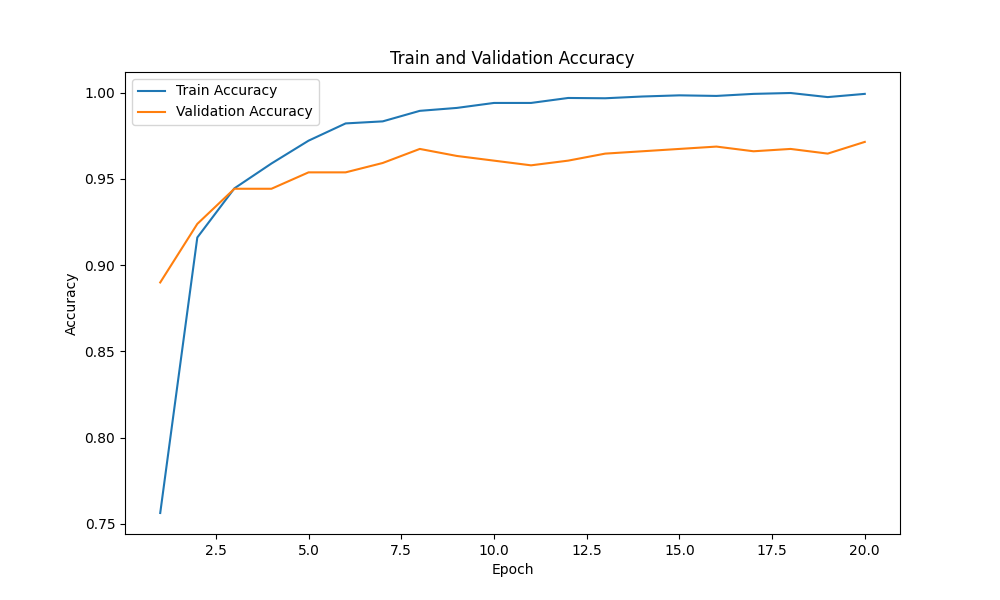 Train and Validation Accuracy
Train Accuracy
Validation Accuracy
1.00
0.95
0.90
0.85
0.80
0.75
Accuracy
2.5 5.0 7.5 10.0 12.5 15.0 17.5 20.0
Epoch